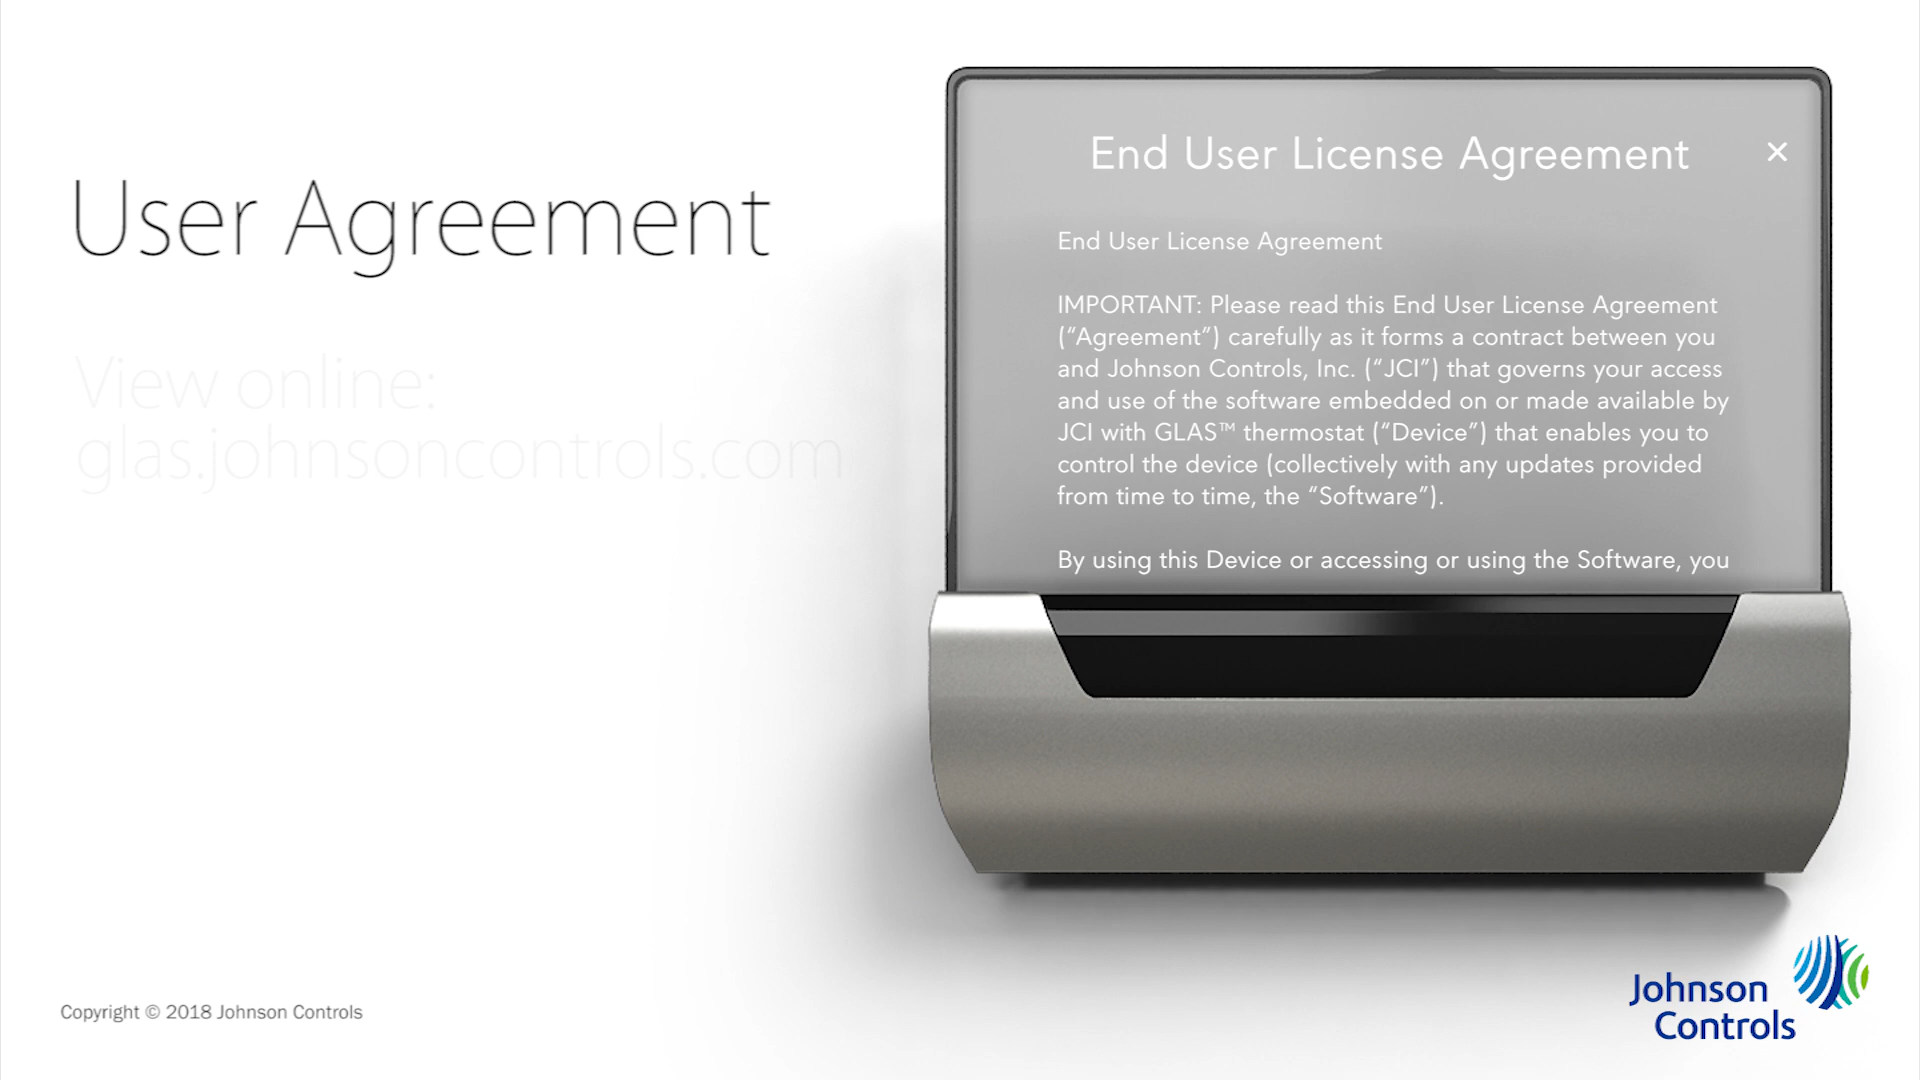 User Agreement
View online:
glas.johnsoncontrols.com
End User License Agreement
End User License Agreement
IMPORTANT: Please read this End User License Agreement
(“Agreement”) carefully as it forms a contract between you
and Johnson Controls, Inc. (“JCI”) that governs your access
and use of the software embedded on or made available by
JCI with GLAS™ thermostat (“Device”) that enables you to
control the device (collectively with any updates provided
from time to time, the “Software”).
By using this Device or accessing or using the Software, you
Copyright © 2018 Johnson Controls
Johnson
Controls